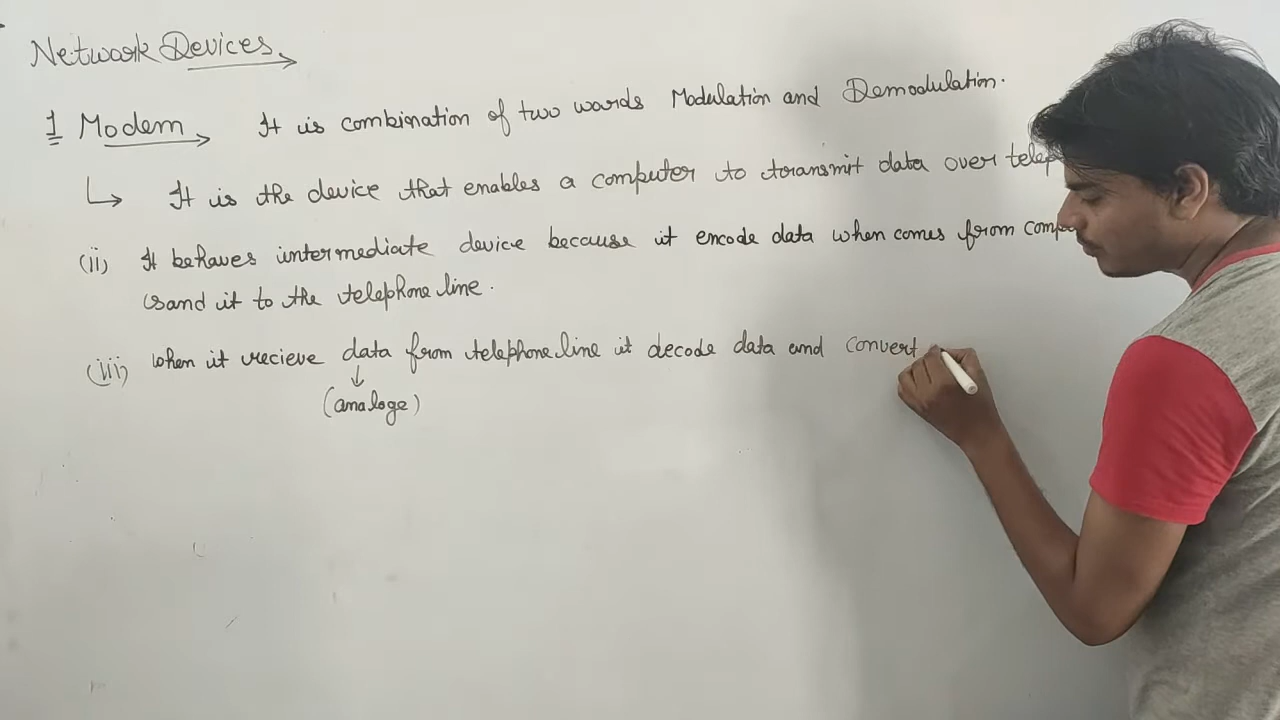 Network Devices
1 Modem It is combination of two words Modulation and Demodulation.
It is the device that enables a computer to transmit data over
(ii) It behaves intermediate device because it encode data when comes from
sand it to the telephone line.
(iii) When it recieve data from telephone line it decode data and convert
(analoge)